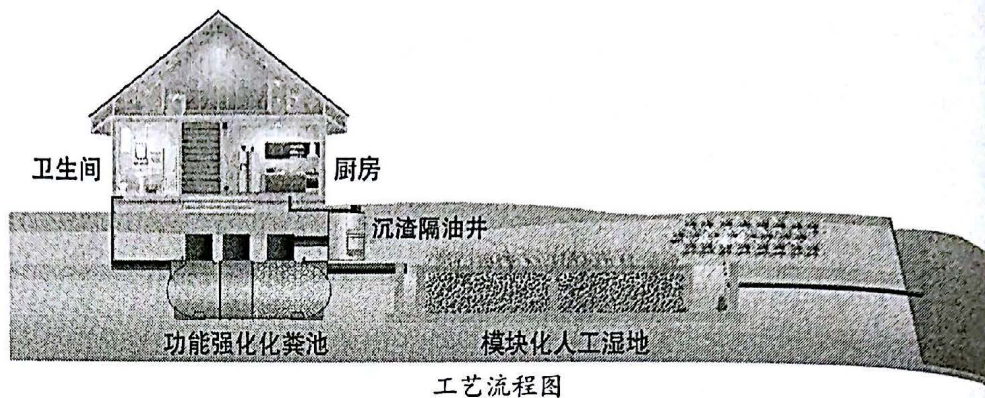 卫生间
厨房
沉渣隔油井
功能强化化粪池
模块化人工湿地
工艺流程图